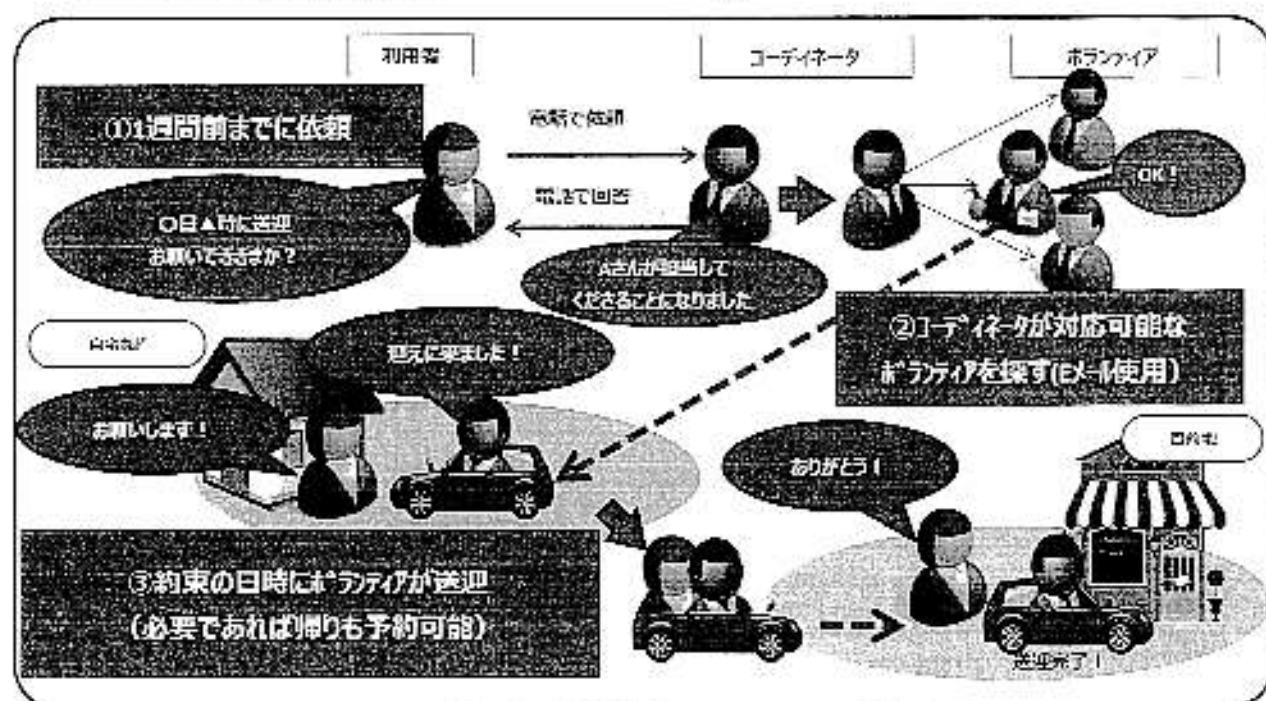 利用者
コーディネータ
ボランティア
①1週間前までに依頼
電話で依頼
電話で回答
〇日▲時に送迎
お願いできますか？
OK！
Aさんが担当して
くださることになりました
②ｺｰﾃﾞｨﾈｰﾀが対応可能な
ﾎﾞﾗﾝﾃｨｱを探す(Eﾒｰﾙ使用)
迎えに来ました！
お願いします！
ありがとう！
目的地
③約束の日時にﾎﾞﾗﾝﾃｨｱが送迎
（必要であれば帰りも予約可能）
送迎完了！